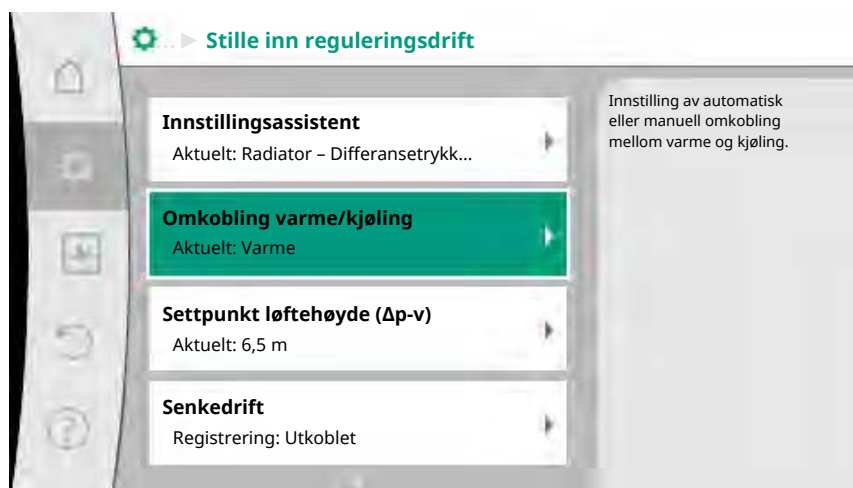 Stille inn reguleringsdrift
Innstillingsassistent
Aktuelt: Radiator – Differansetrykk...
Omkobling varme/kjøling
Aktuelt: Varme
Settpunkt løftehøyde (Δp-v)
Aktuelt: 6,5 m
Senkedrift
Registrering: Utkoblet
Innstilling av automatisk
eller manuell omkobling
mellom varme og kjøling.